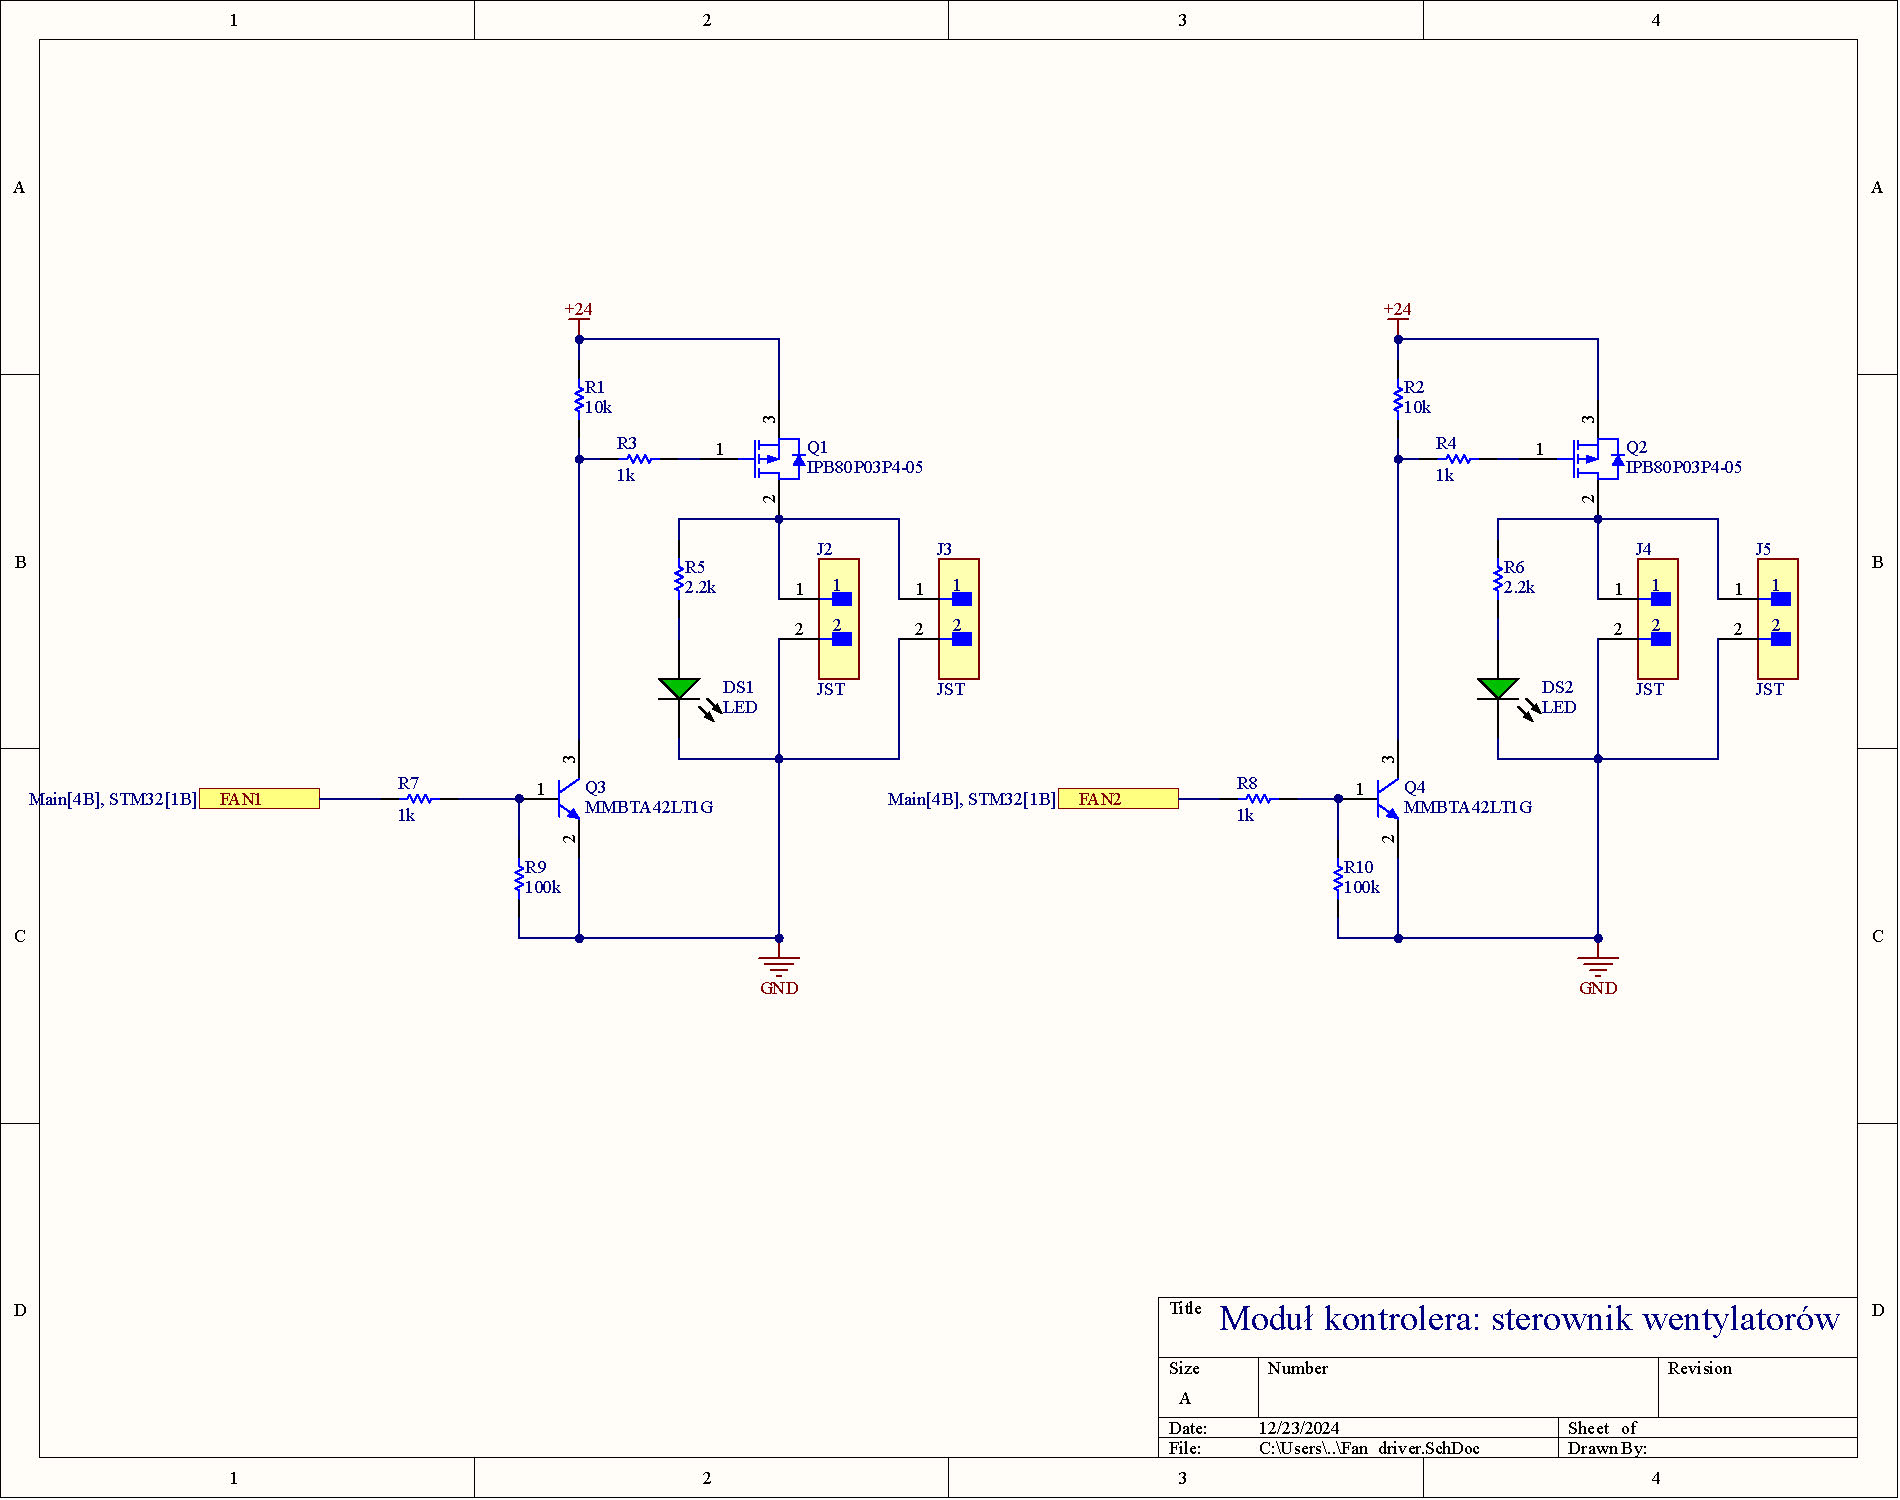 1 2 3 4
A A
+24 +24
R1 R2
10k 10k
3 3
R3 1 Q1 R4 1 Q2
1k IPB80P03P4-05 1k IPB80P03P4-05
2 2
J2 J3 J4 J5
B B
R5 R6
2.2k 1 1 1 1 2.2k 1 1 1 1
2 2 2 2 2 2 2 2
DS1 JST JST DS2 JST JST
LED LED
3 3
R7 1 Q3 R8 1 Q4
Main[4B], STM32[1B] FAN1 MMBTA42LT1G Main[4B], STM32[1B] FAN2 MMBTA42LT1G
1k 1k
2 2
R9 R10
100k 100k
C C
GND GND
D D
Title Moduł kontrolera: sterownik wentylatorów
Size Number Revision
A
Date: 12/23/2024 Sheet of
File: C:\Users\..\Fan driver.SchDoc Drawn By:
1 2 3 4